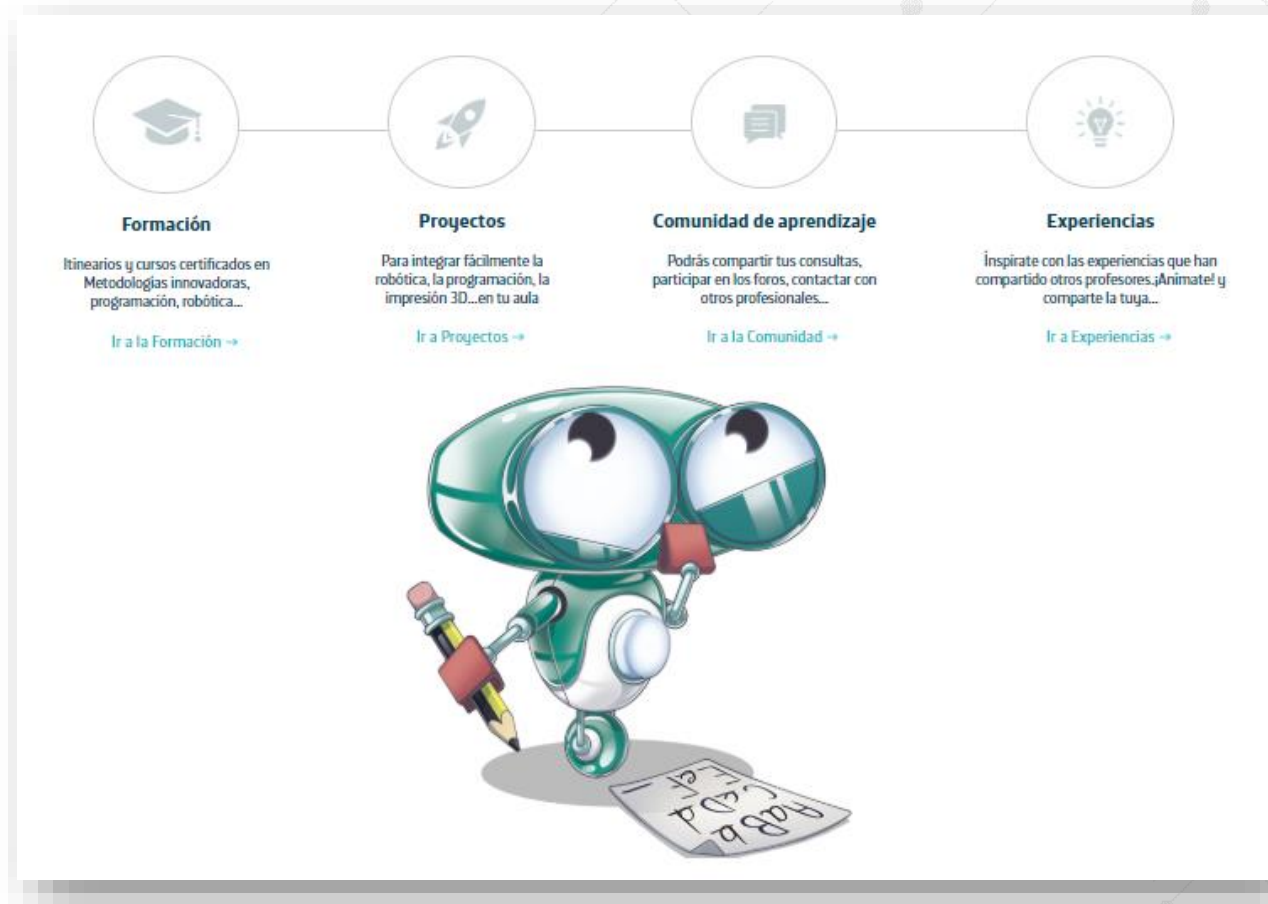 Formación
Itinearios y cursos certificados en
Metodologías innovadoras,
programación, robótica...
Ir a la Formación →
Proyectos
Para integrar fácilmente la
robótica, la programación, la
impresión 3D...en tu aula
Ir a Proyectos →
Comunidad de aprendizaje
Podrás compartir tus consultas,
participar en los foros, contactar con
otros profesionales...
Ir a la Comunidad →
Experiencias
Ínspirate con las experiencias que han
compartido otros profesores.¡Anímate! y
comparte la tuya...
Ir a Experiencias →
AaBb
CcDd
EeF